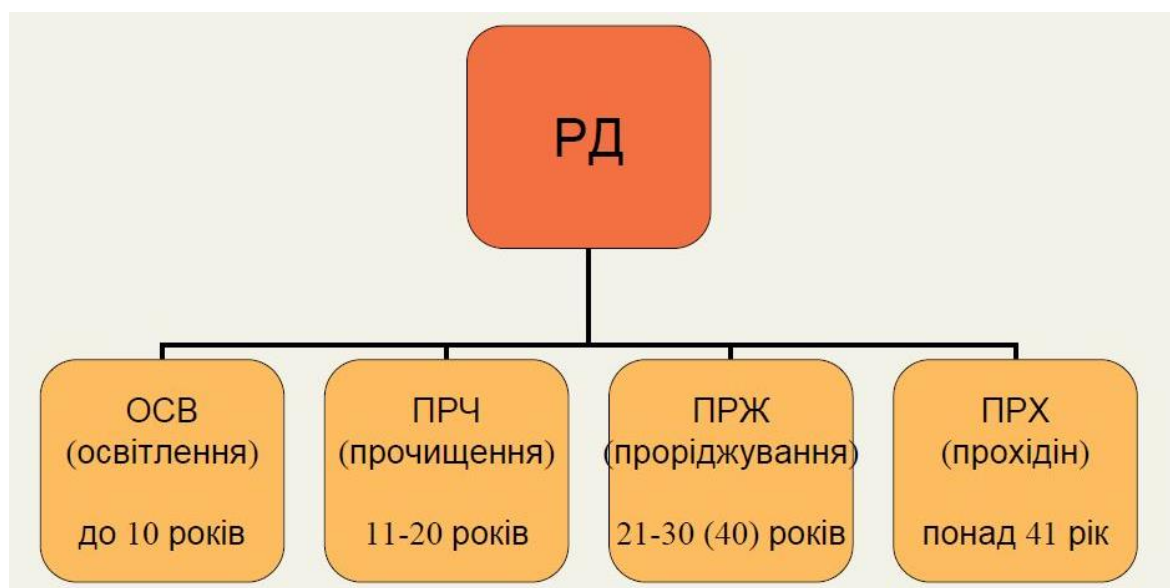 РД
ОСВ
(освітлення)
до 10 років
ПРЧ
(прочищення)
11-20 років
ПРЖ
(проріджування)
21-30 (40) років
ПРХ
(прохідін)
понад 41 рік